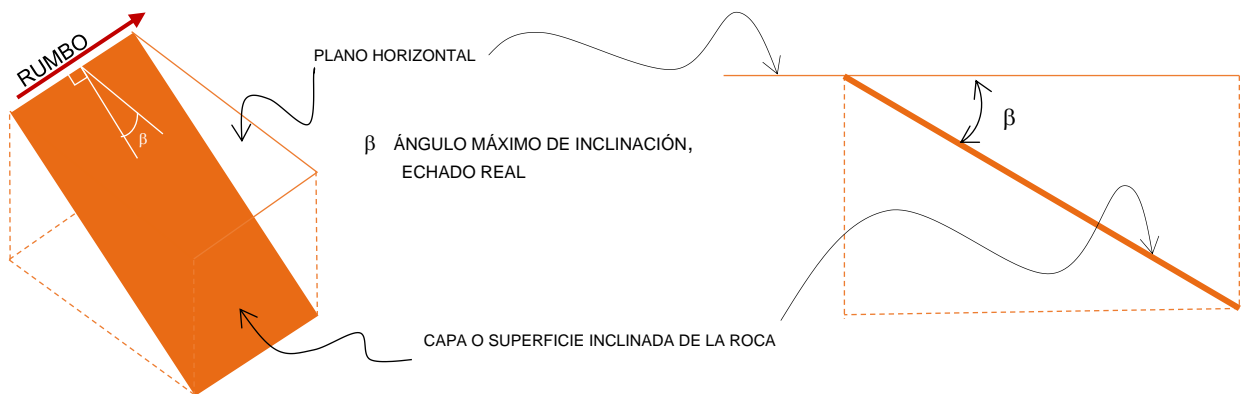 RUMBO
PLANO HORIZONTAL
β
β ÁNGULO MÁXIMO DE INCLINACIÓN,
ECHADO REAL
β
CAPA O SUPERFICIE INCLINADA DE LA ROCA